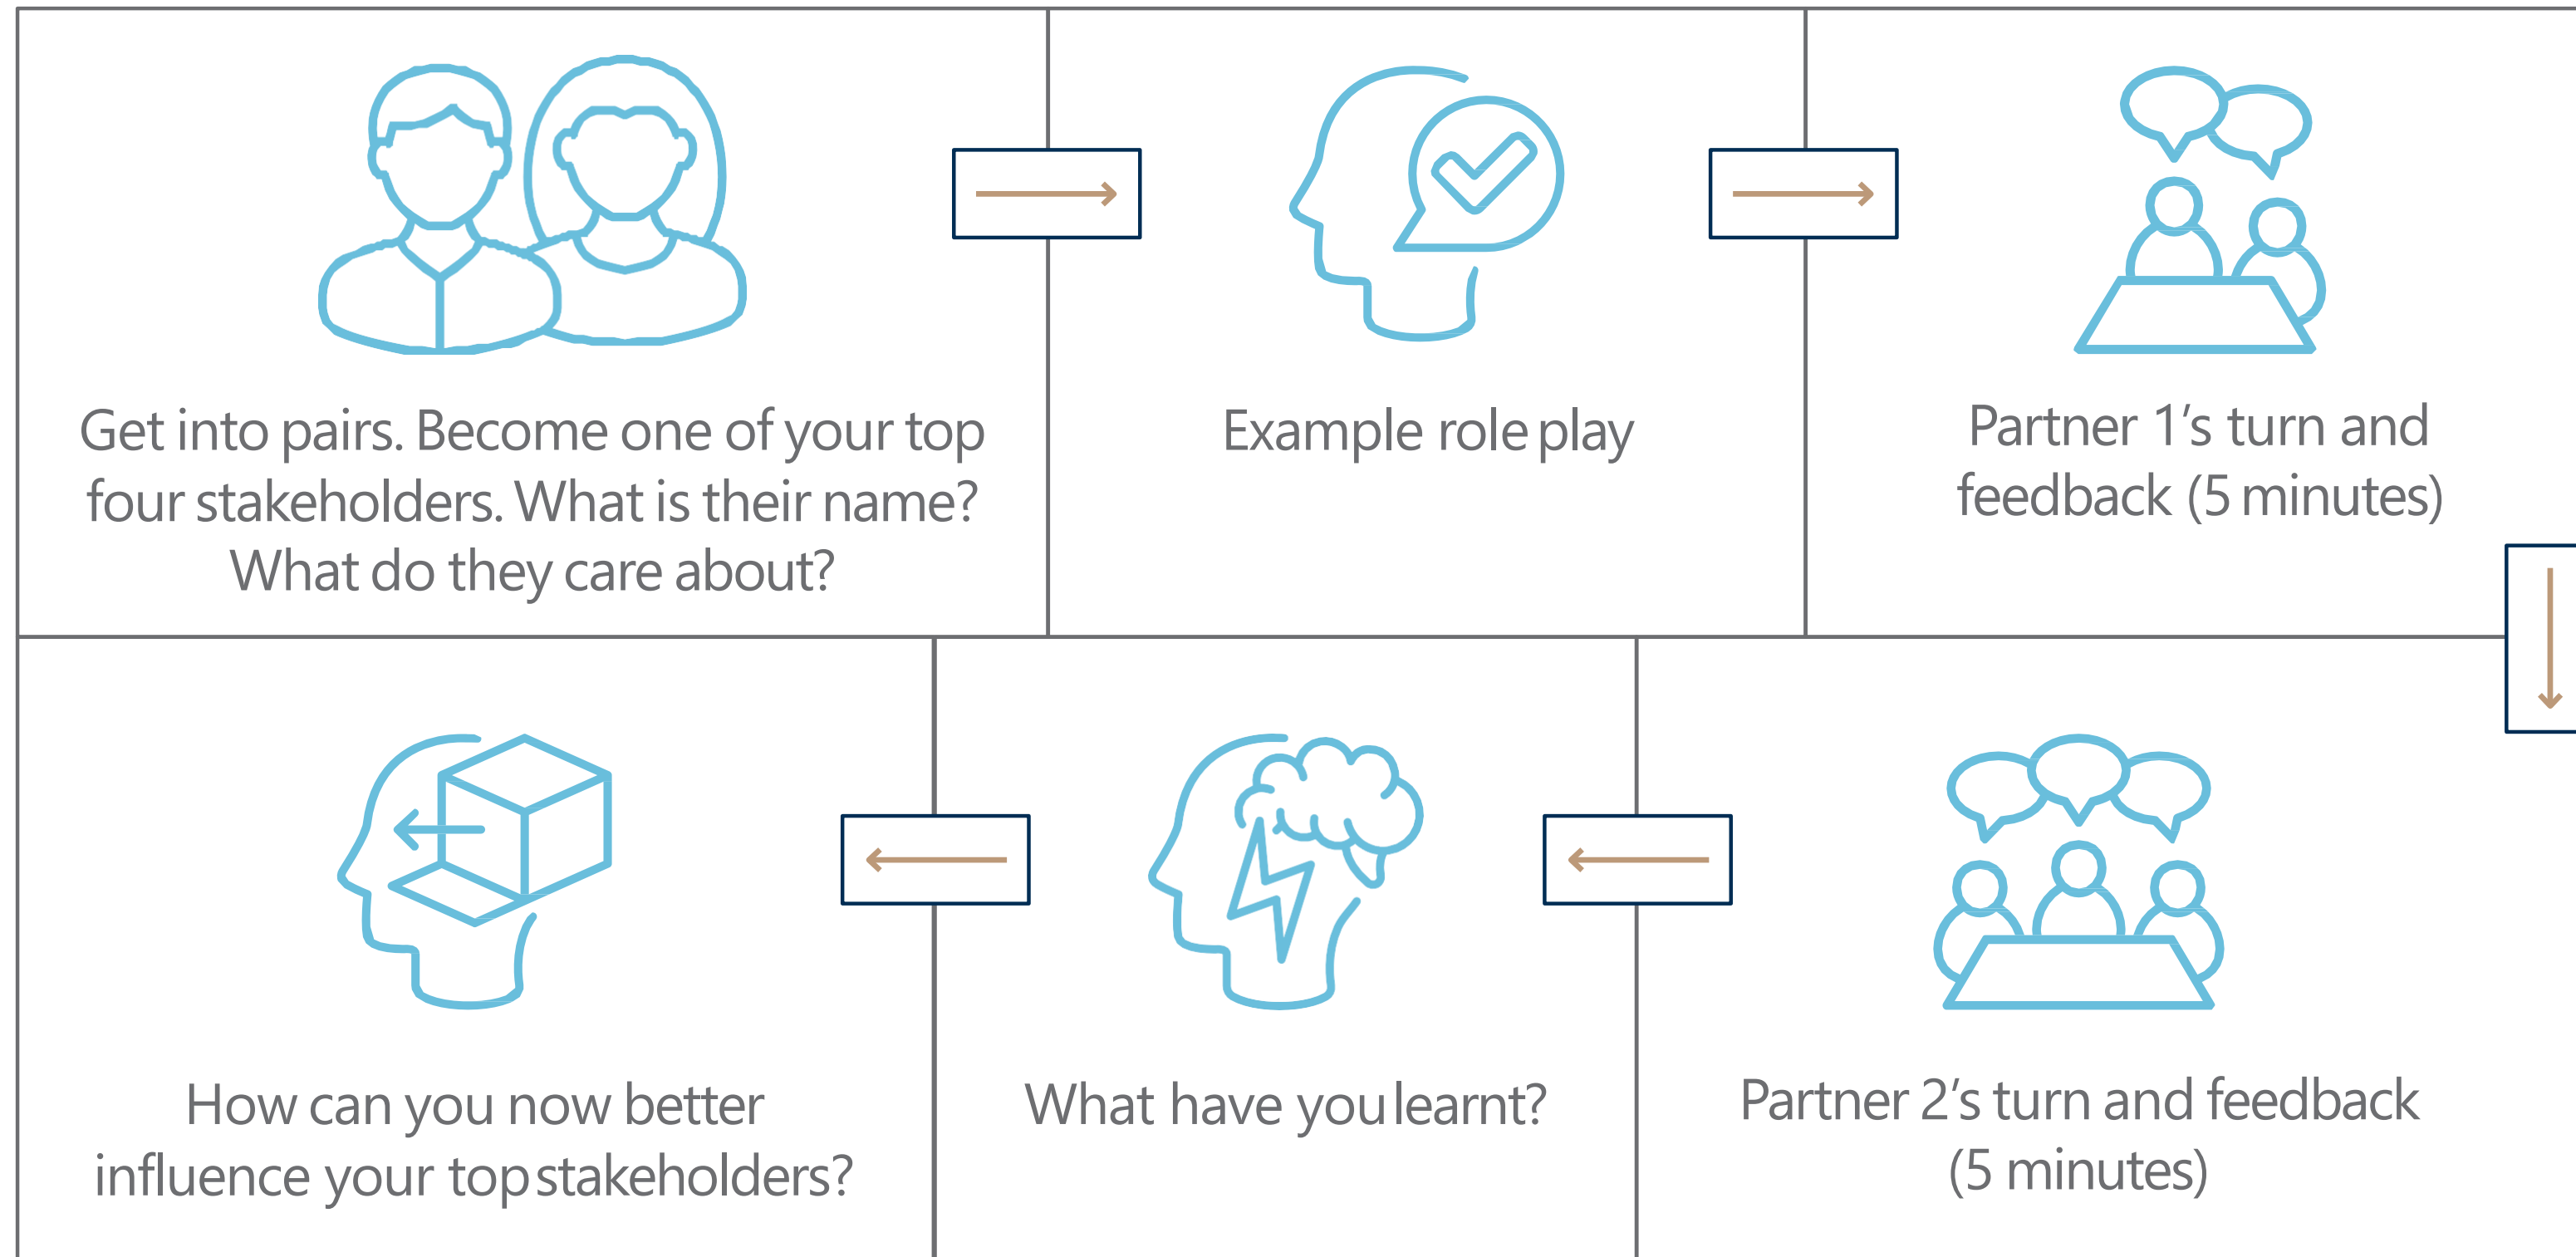 Get into pairs. Become one of your top
four stakeholders. What is their name?
What do they care about?
Example role play
Partner 1’s turn and
feedback (5 minutes)
Partner 2’s turn and feedback
(5 minutes)
What have you learnt?
How can you now better
influence your top stakeholders?